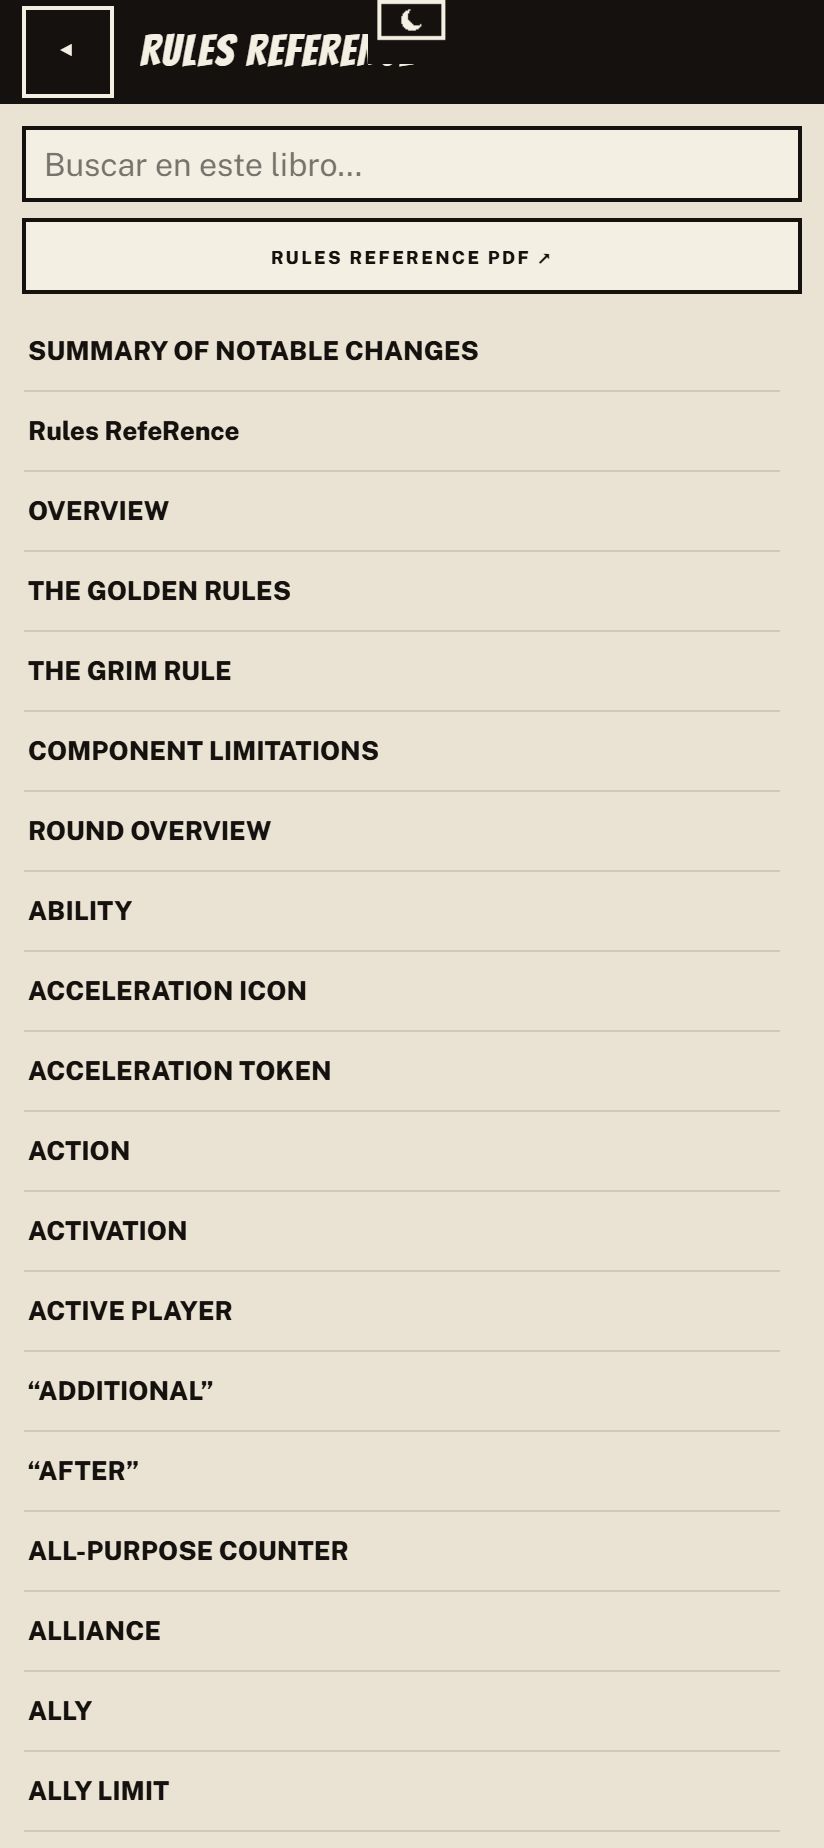 RULES REFERE
Buscar en este libro...
RULES REFERENCE PDF ↗
SUMMARY OF NOTABLE CHANGES
Rules RefeRence
OVERVIEW
THE GOLDEN RULES
THE GRIM RULE
COMPONENT LIMITATIONS
ROUND OVERVIEW
ABILITY
ACCELERATION ICON
ACCELERATION TOKEN
ACTION
ACTIVATION
ACTIVE PLAYER
“ADDITIONAL”
“AFTER”
ALL-PURPOSE COUNTER
ALLIANCE
ALLY
ALLY LIMIT